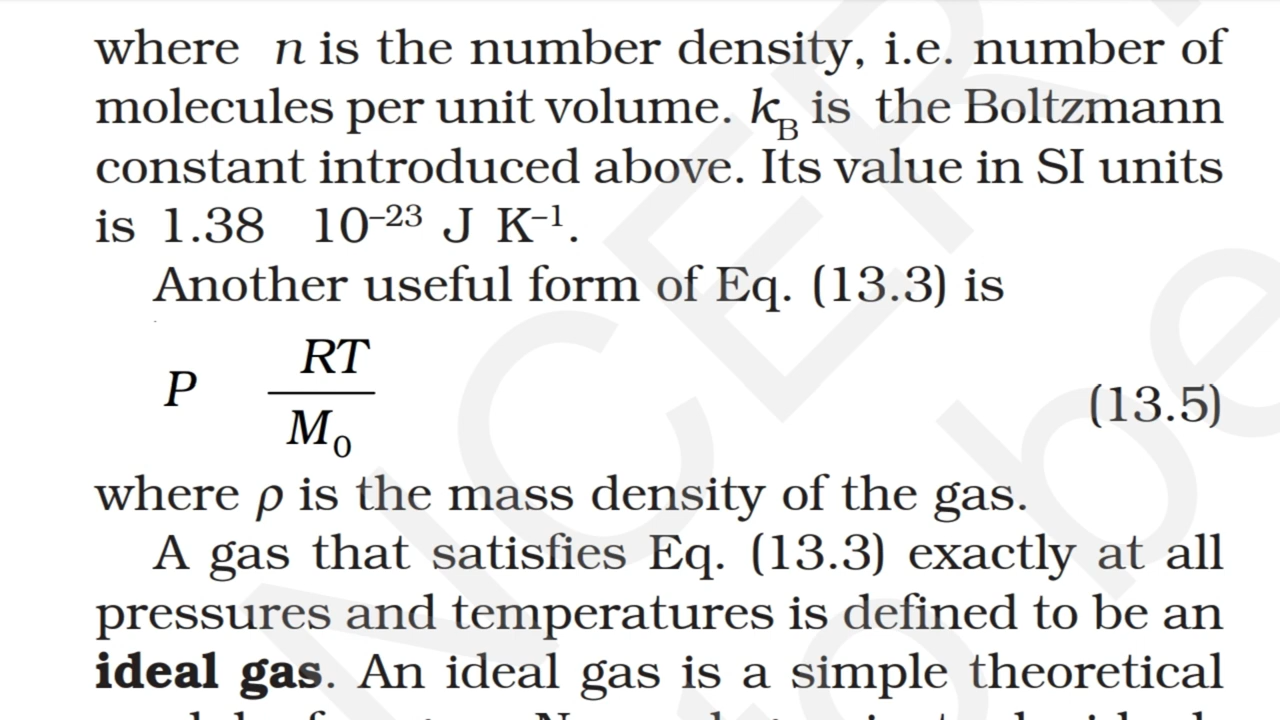 where n is the number density, i.e. number of
molecules per unit volume. k_B is the Boltzmann
constant introduced above. Its value in SI units
is 1.38 10⁻²³ J K⁻¹.
Another useful form of Eq. (13.3) is
P RT
M₀ (13.5)
where ρ is the mass density of the gas.
A gas that satisfies Eq. (13.3) exactly at all
pressures and temperatures is defined to be an
ideal gas. An ideal gas is a simple theoretical